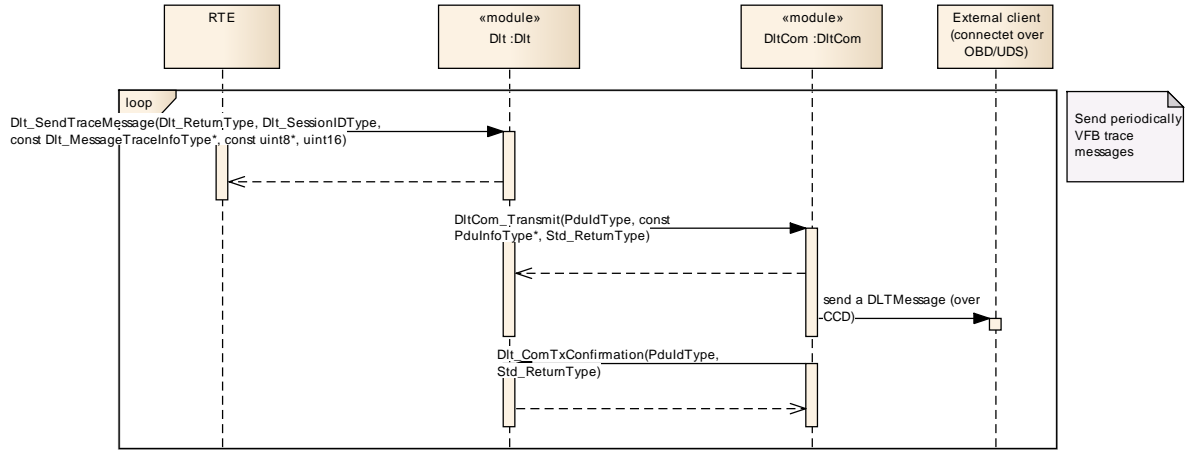 RTE
«module»
Dlt :Dlt
«module»
DltCom :DltCom
External client
(connectet over
OBD/UDS)
loop
Send periodically
VFB trace
messages
Dlt_SendTraceMessage(Dlt_ReturnType, Dlt_SessionIDType,
const Dlt_MessageTraceInfoType*, const uint8*, uint16)
DltCom_Transmit(PduIdType, const
PduInfoType*, Std_ReturnType)
send a DLTMessage (over
CCD)
Dlt_ComTxConfirmation(PduIdType,
Std_ReturnType)